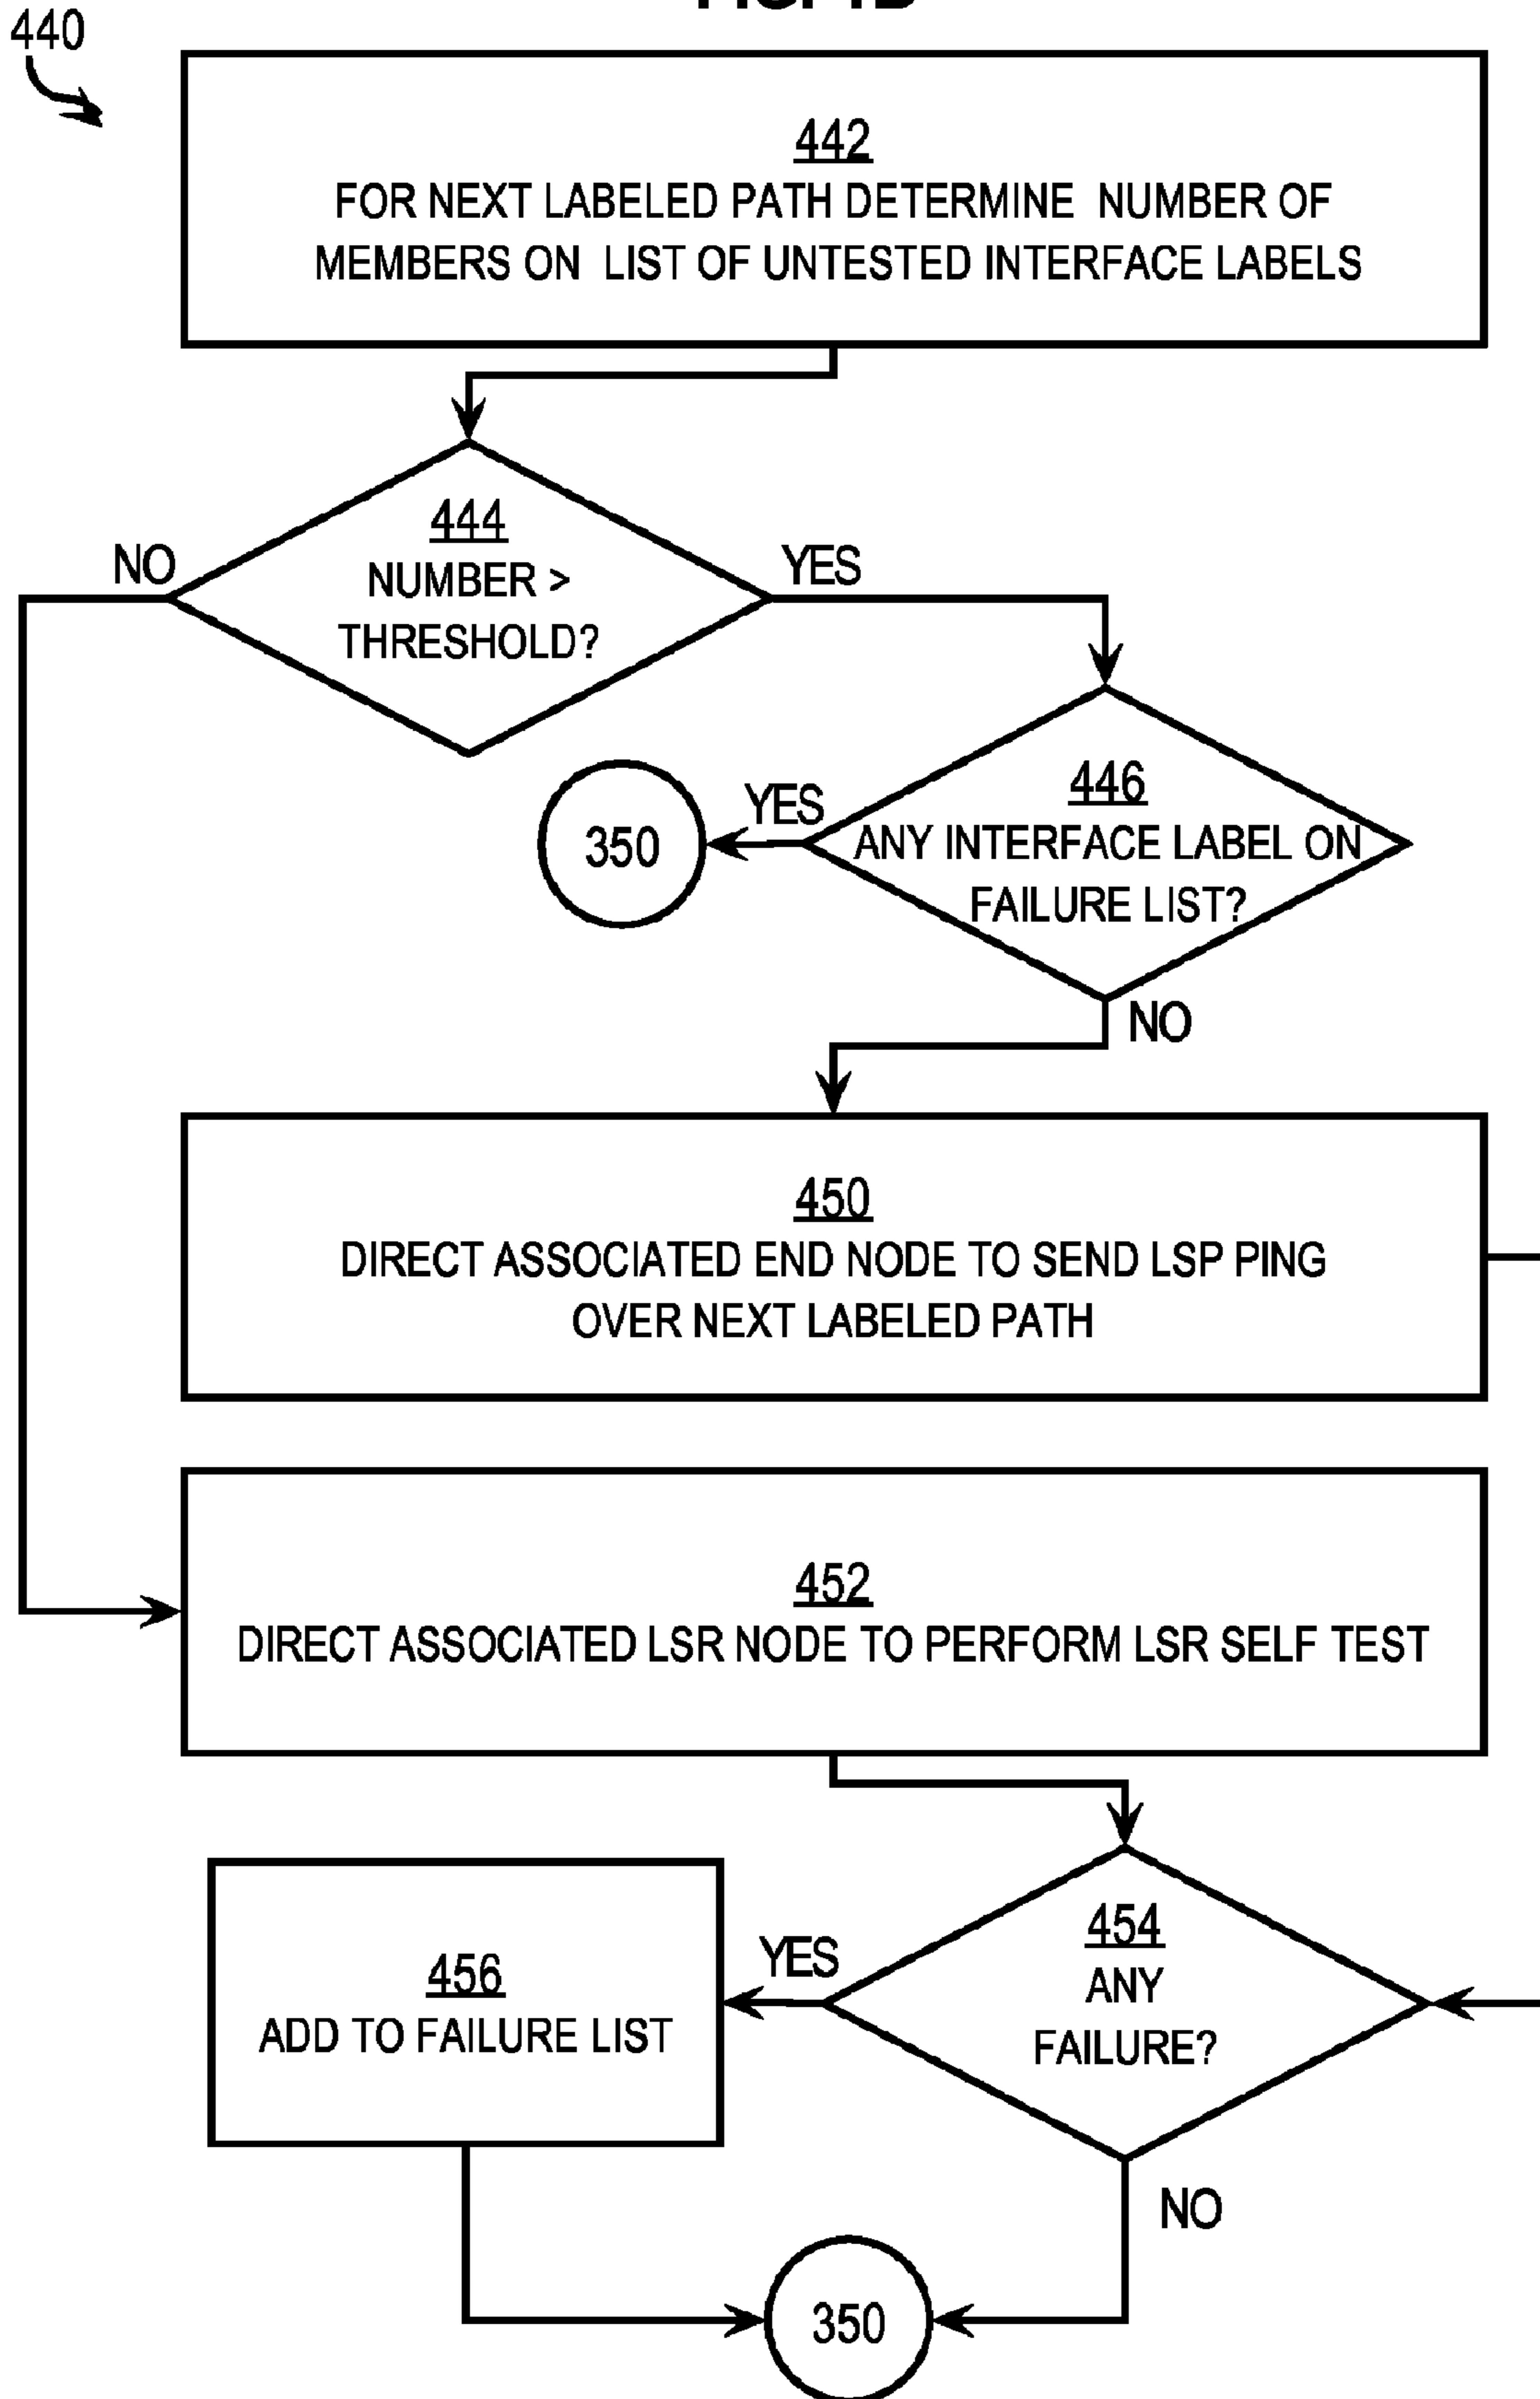 440
442
FOR NEXT LABELED PATH DETERMINE NUMBER OF
MEMBERS ON LIST OF UNTESTED INTERFACE LABELS
444
NUMBER >
THRESHOLD?
NO
YES
446
ANY INTERFACE LABEL ON
FAILURE LIST?
YES
350
NO
450
DIRECT ASSOCIATED END NODE TO SEND LSP PING
OVER NEXT LABELED PATH
452
DIRECT ASSOCIATED LSR NODE TO PERFORM LSR SELF TEST
454
ANY
FAILURE?
YES
456
ADD TO FAILURE LIST
NO
350